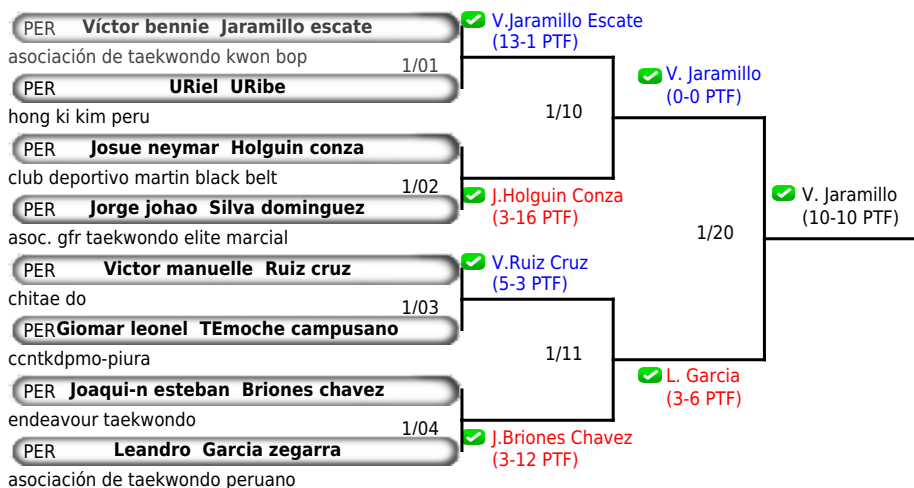 PER Víctor bennie Jaramillo escate
V.Jaramillo Escate
(13-1 PTF)
asociación de taekwondo kwon bop
1/01
PER URiel URibe
V. Jaramillo
(0-0 PTF)
hong ki kim peru
1/10
PER Josue neymar Holguin conza
club deportivo martin black belt
1/02
J.Holguin Conza
(3-16 PTF)
PER Jorge johao Silva dominguez
V. Jaramillo
(10-10 PTF)
asoc. gfr taekwondo elite marcial
1/20
PER Victor manuelle Ruiz cruz
V.Ruiz Cruz
(5-3 PTF)
chitae do
1/03
PER Giomar leonel TEmoche campusano
ccntkdpmo-piura
1/11
PER Joaqui-n esteban Briones chavez
L. Garcia
(3-6 PTF)
endeavour taekwondo
1/04
J.Briones Chavez
(3-12 PTF)
PER Leandro Garcia zegarra
asociación de taekwondo peruano